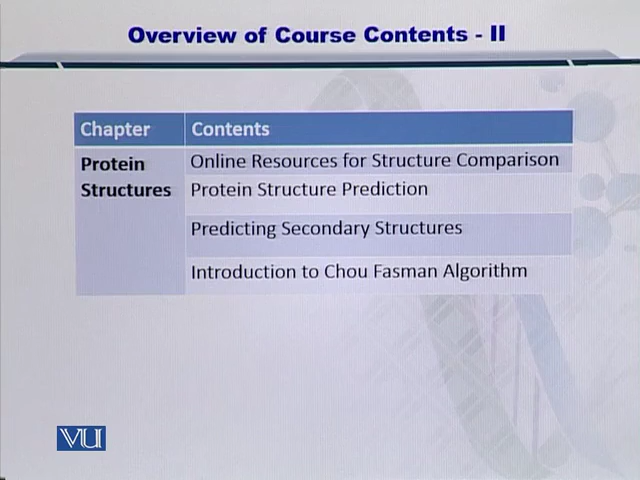 Overview of Course Contents - II
Chapter Contents
Protein Structures
Online Resources for Structure Comparison
Protein Structure Prediction
Predicting Secondary Structures
Introduction to Chou Fasman Algorithm
VU